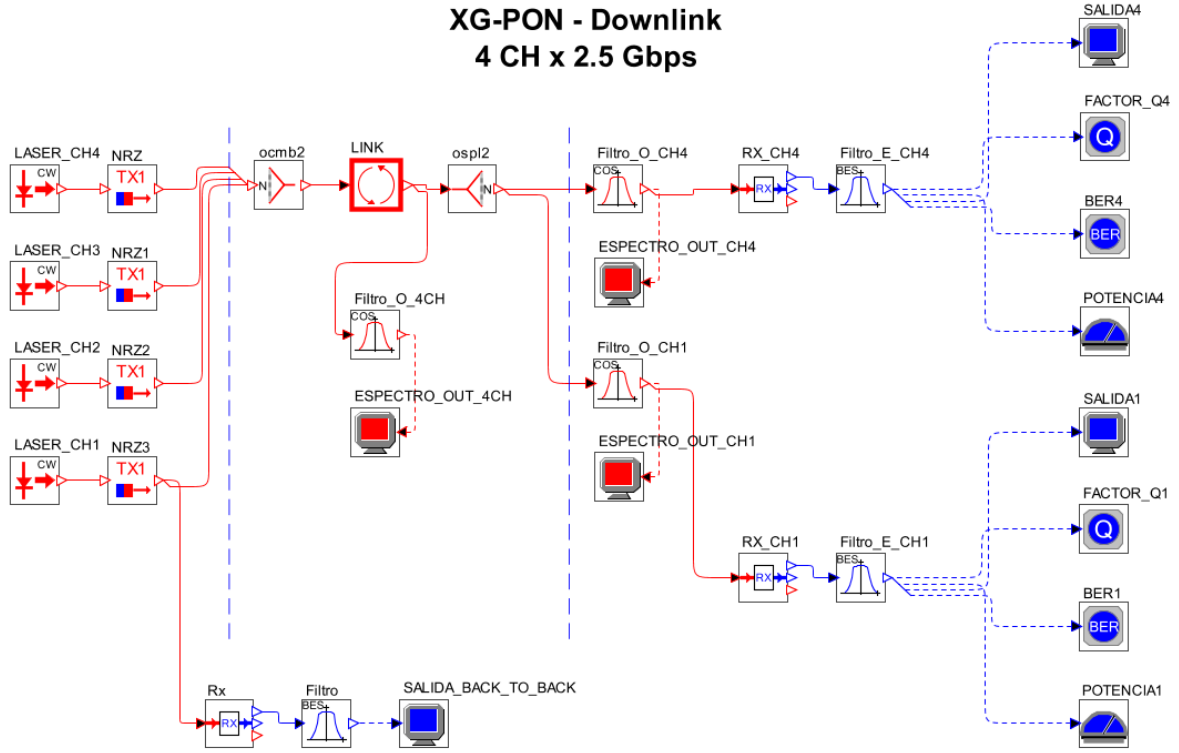 XG-PON - Downlink
4 CH x 2.5 Gbps
SALIDA4
FACTOR_Q4
Q
BER4
BER
POTENCIA4
LASER_CH4
CW
NRZ
TX1
ocmb2
N
LINK
ospl2
N
Filtro_O_CH4
COS
RX_CH4
RX
Filtro_E_CH4
BES
ESPECTRO_OUT_CH4
LASER_CH3
CW
NRZ1
TX1
Filtro_O_4CH
COS
ESPECTRO_OUT_4CH
LASER_CH2
CW
NRZ2
TX1
Filtro_O_CH1
COS
ESPECTRO_OUT_CH1
SALIDA1
LASER_CH1
CW
NRZ3
TX1
FACTOR_Q1
Q
RX_CH1
RX
Filtro_E_CH1
BES
BER1
BER
POTENCIA1
Rx
RX
Filtro
BES
SALIDA_BACK_TO_BACK